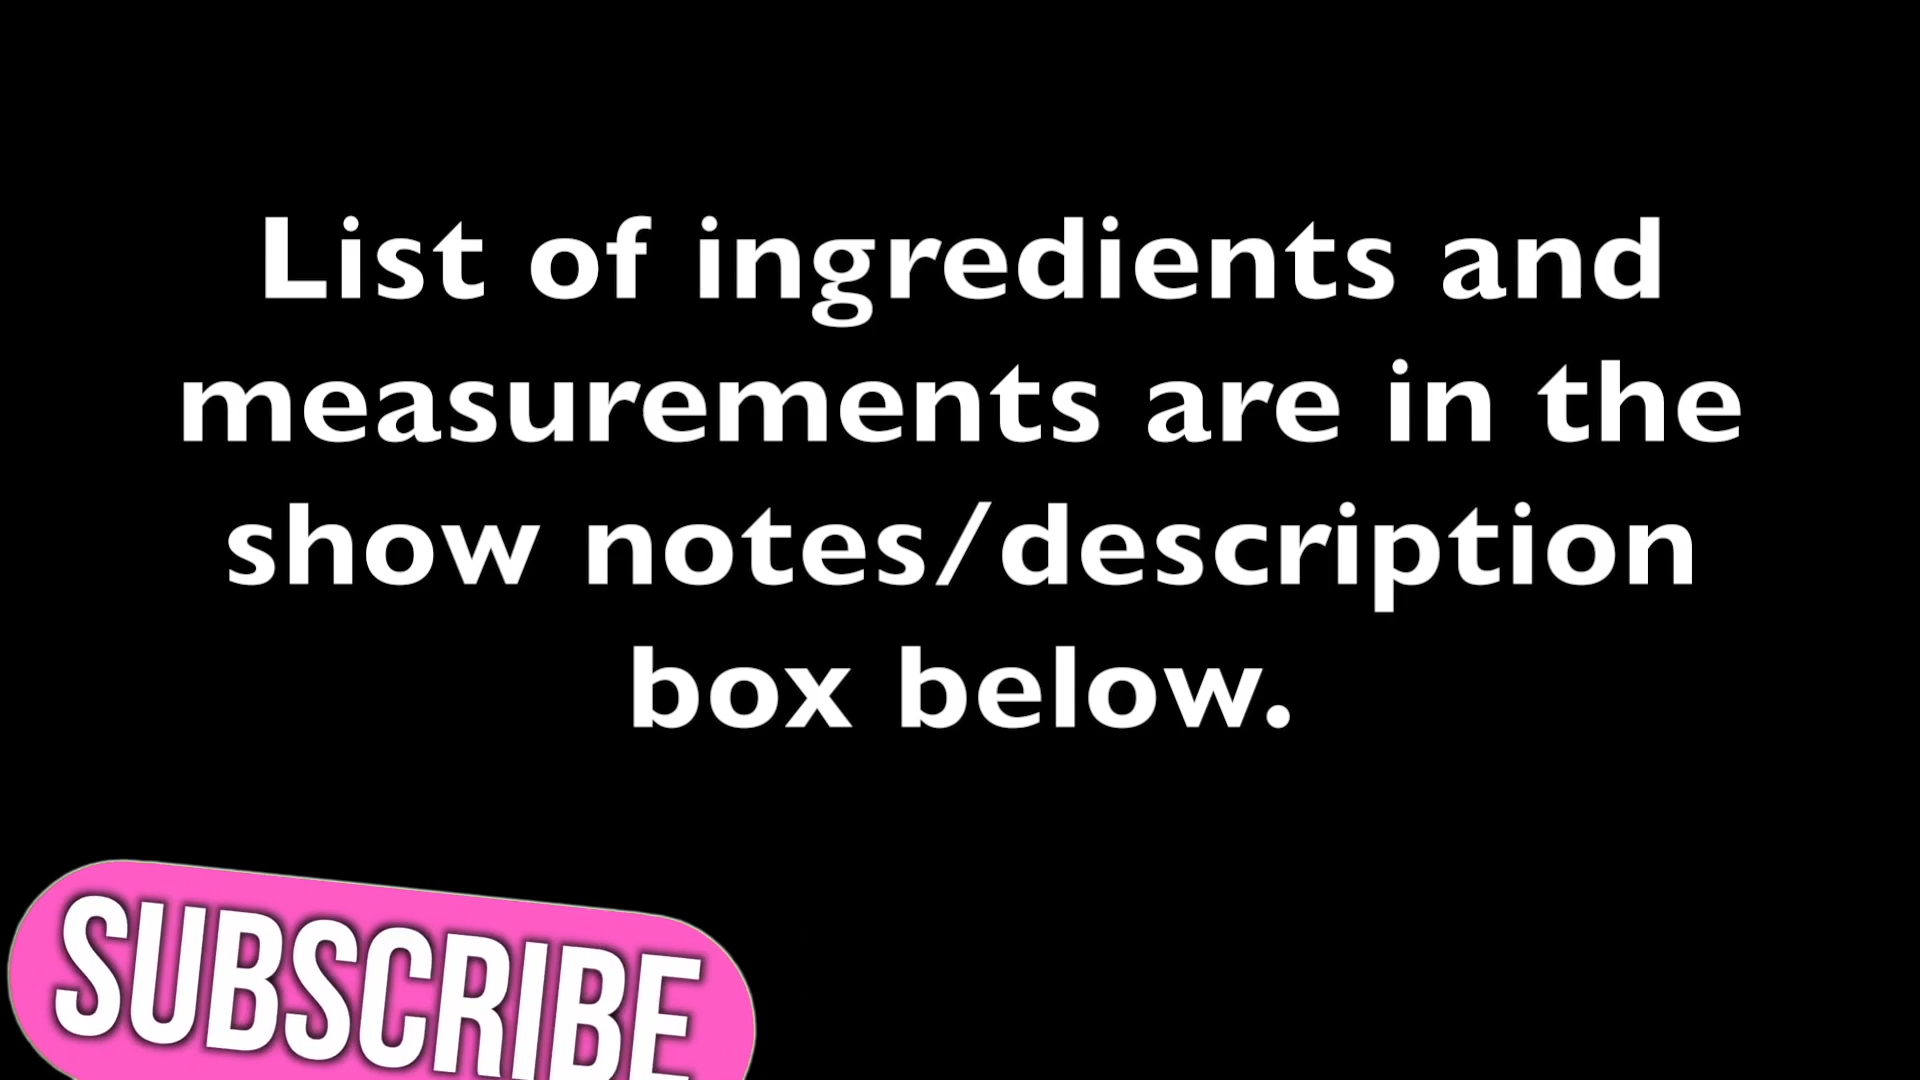 List of ingredients and
measurements are in the
show notes/description
box below.
SUBSCRIBE